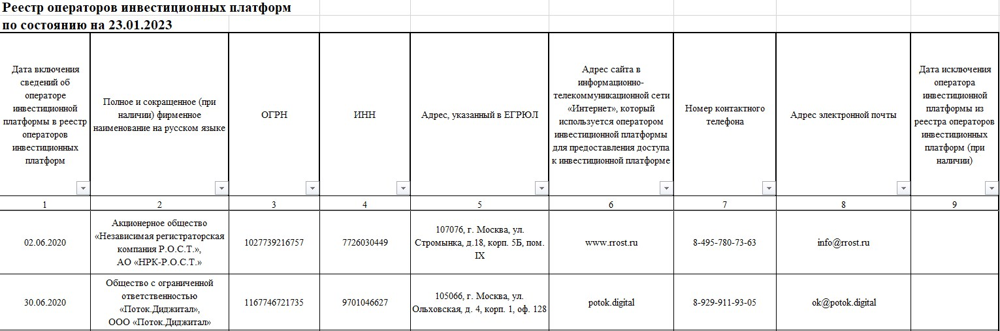 Реестр операторов инвестиционных платформ
по состоянию на 23.01.2023
Дата включения
сведений об
операторе
инвестиционной
платформы в реестр
операторов
инвестиционных
платформ
Полное и сокращенное (при
наличии) фирменное
наименование на русском языке
ОГРН
ИНН
Адрес, указанный в ЕГРЮЛ
Адрес сайта в
информационно-
телекоммуникационной сети
«Интернет», который
используется оператором
инвестиционной платформы
для предоставления доступа
к инвестиционной платформе
Номер контактного
телефона
Адрес электронной почты
Дата исключения
оператора
инвестиционной
платформы из
реестра операторов
инвестиционных
платформ (при
наличии)
1
2
3
4
5
6
7
8
9
02.06.2020
Акционерное общество
«Независимая регистраторская
компания Р.О.С.Т.»,
АО «НРК-Р.О.С.Т.»
1027739216757
7726030449
107076, г. Москва, ул.
Стромынка, д.18, корп. 5Б, пом.
IX
www.rrost.ru
8-495-780-73-63
info@rrost.ru
30.06.2020
Общество с ограниченной
ответственностью
«Поток.Диджитал»,
ООО «Поток.Диджитал»
1167746721735
9701046627
105066, г. Москва, ул.
Ольховская, д. 4, корп. 1, оф. 128
potok.digital
8-929-911-93-05
ok@potok.digital